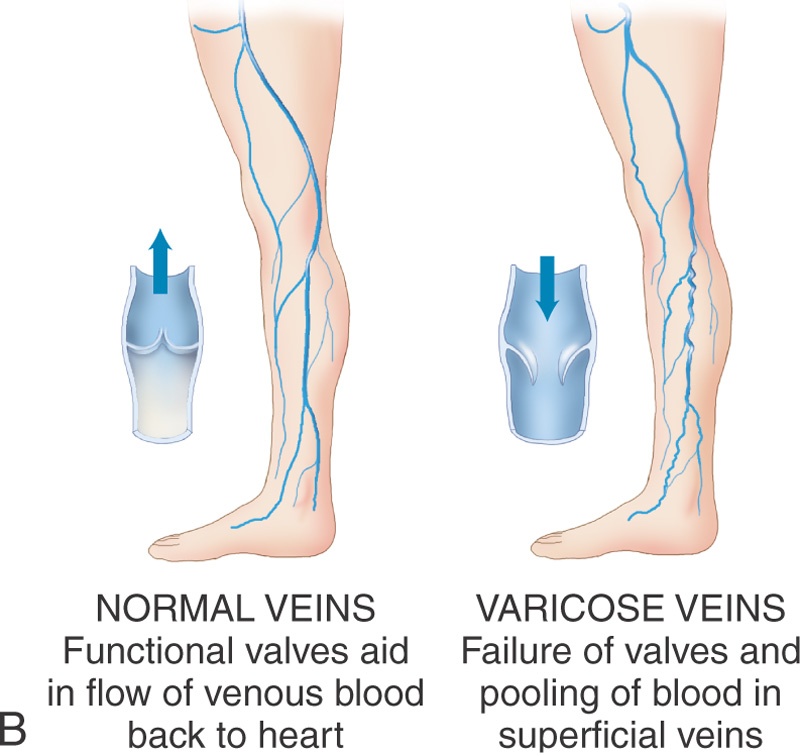 NORMAL VEINS
Functional valves aid
in flow of venous blood
back to heart
VARICOSE VEINS
Failure of valves and
pooling of blood in
superficial veins
B